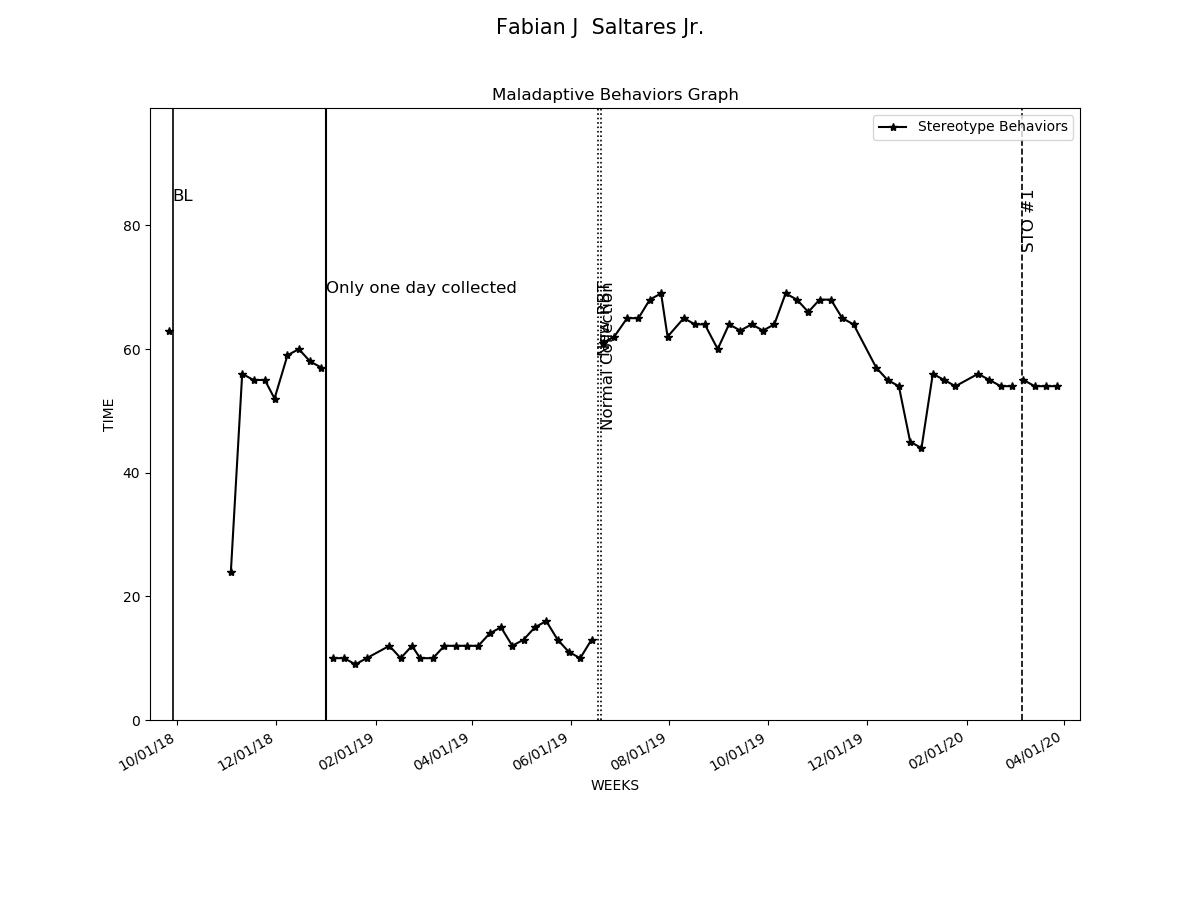 Fabian J  Saltares Jr.
Maladaptive Behaviors Graph
Stereotype Behaviors
BL
STO #1
Only one day collected
New RBT
Normal Collection
TIME
80
60
40
20
0
10/01/18
12/01/18
02/01/19
04/01/19
06/01/19
08/01/19
10/01/19
12/01/19
02/01/20
04/01/20
WEEKS